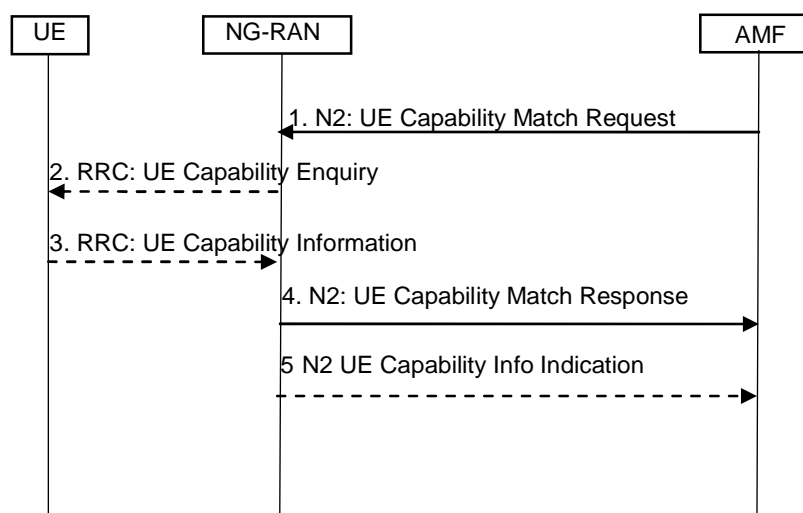 UE
NG-RAN
AMF
1. N2: UE Capability Match Request
2. RRC: UE Capability Enquiry
3. RRC: UE Capability Information
4. N2: UE Capability Match Response
5 N2 UE Capability Info Indication